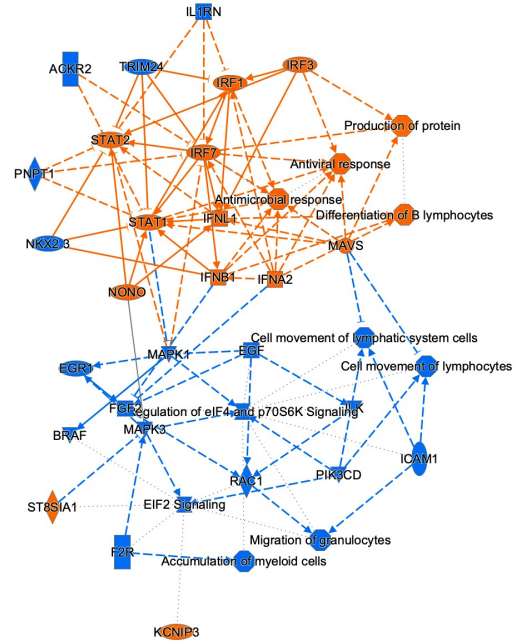 IL1RN
ACKR2
TRIM24
IRF1
IRF3
STAT2
IRF7
Production of protein
Antiviral response
PNPT1
Antimicrobial response
STAT1
IFNL1
Differentiation of B lymphocytes
NKX2-3
MAVS
IFNB1
IFNA2
NONO
Cell movement of lymphatic system cells
MAPK1
EGF
Cell movement of lymphocytes
EGR1
FGF2
Regulation of eIF4 and p70S6K Signaling
BRAF
MAPK3
ICAM1
RAC1
PIK3CD
ST8SIA1
EIF2 Signaling
F2R
Migration of granulocytes
Accumulation of myeloid cells
KCNIP3